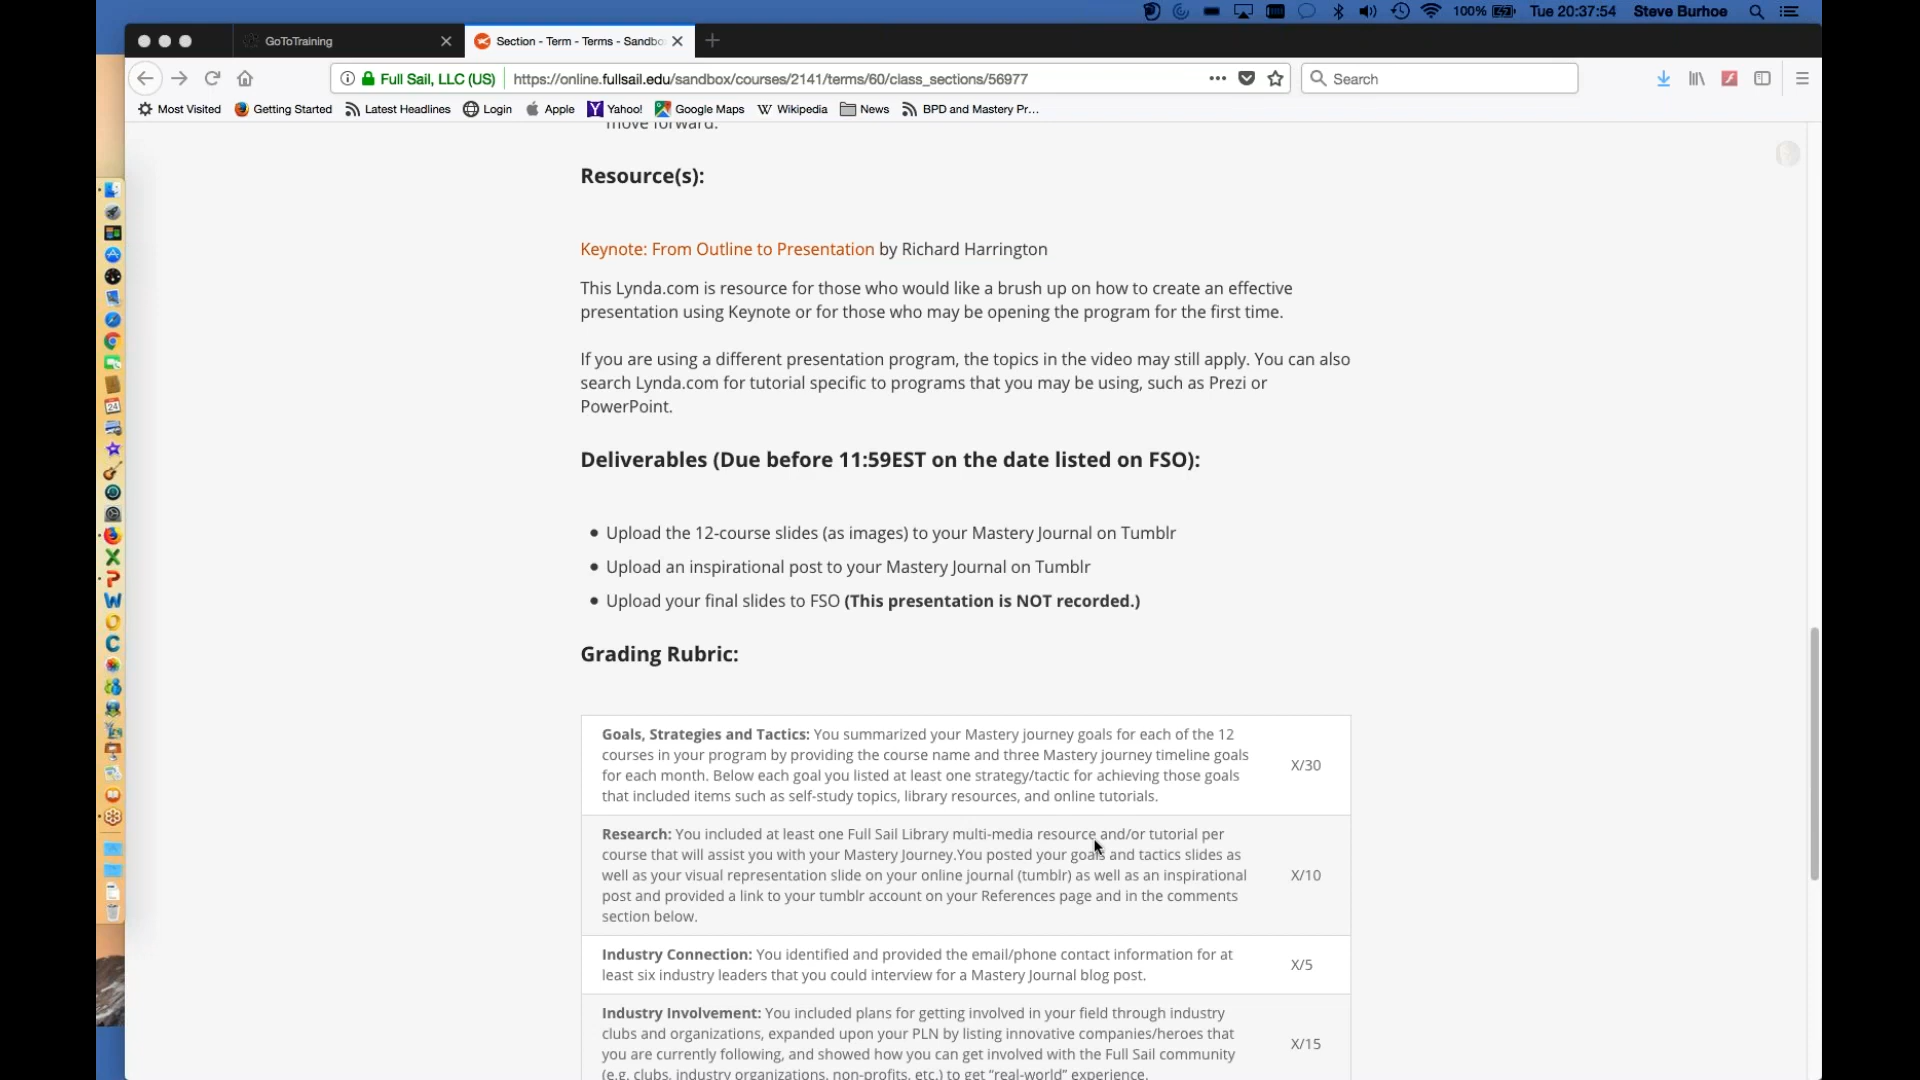 100%
Tue 20:37:54
Steve Burhoe
GoToTraining
Section - Term - Terms - Sandbo
Full Sail, LLC (US)
https://online.fullsail.edu/sandbox/courses/2141/terms/60/class_sections/56977
Search
Most Visited
Getting Started
Latest Headlines
Login
Apple
Yahoo!
Google Maps
Wikipedia
News
BPD and Mastery Pr...
move forward.
Resource(s):
Keynote: From Outline to Presentation by Richard Harrington
This Lynda.com is resource for those who would like a brush up on how to create an effective
presentation using Keynote or for those who may be opening the program for the first time.
If you are using a different presentation program, the topics in the video may still apply. You can also
search Lynda.com for tutorial specific to programs that you may be using, such as Prezi or
PowerPoint.
Deliverables (Due before 11:59EST on the date listed on FSO):
• Upload the 12-course slides (as images) to your Mastery Journal on Tumblr
• Upload an inspirational post to your Mastery Journal on Tumblr
• Upload your final slides to FSO (This presentation is NOT recorded.)
Grading Rubric:
Goals, Strategies and Tactics: You summarized your Mastery journey goals for each of the 12
courses in your program by providing the course name and three Mastery journey timeline goals
for each month. Below each goal you listed at least one strategy/tactic for achieving those goals
that included items such as self-study topics, library resources, and online tutorials.
X/30
Research: You included at least one Full Sail Library multi-media resource and/or tutorial per
course that will assist you with your Mastery Journey.You posted your goals and tactics slides as
well as your visual representation slide on your online journal (tumblr) as well as an inspirational
post and provided a link to your tumblr account on your References page and in the comments
section below.
X/10
Industry Connection: You identified and provided the email/phone contact information for at
least six industry leaders that you could interview for a Mastery Journal blog post.
X/5
Industry Involvement: You included plans for getting involved in your field through industry
clubs and organizations, expanded upon your PLN by listing innovative companies/heroes that
you are currently following, and showed how you can get involved with the Full Sail community
(e.g. clubs, industry organizations, non-profits, etc.) to get "real-world" experience.
X/15